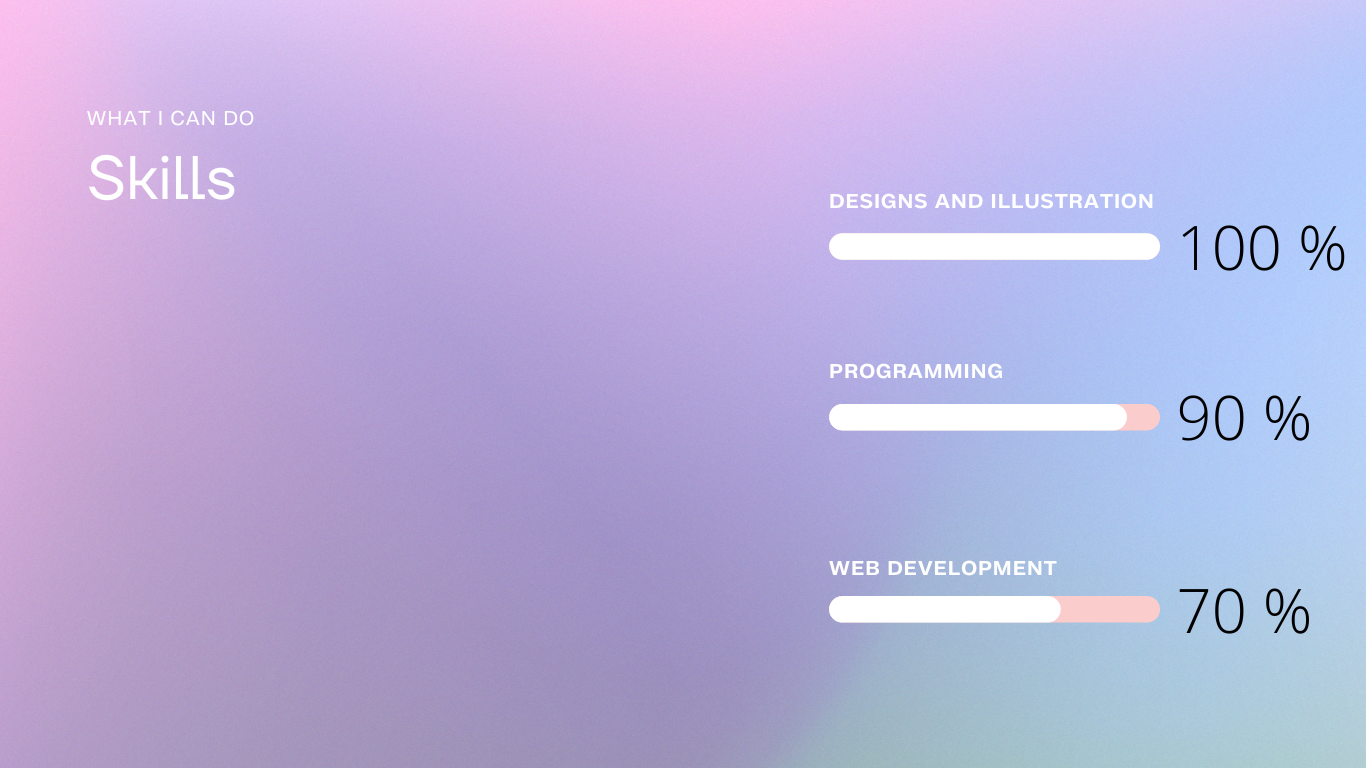 WHAT I CAN DO
Skills
DESIGNS AND ILLUSTRATION
100 %
PROGRAMMING
90 %
WEB DEVELOPMENT
70 %